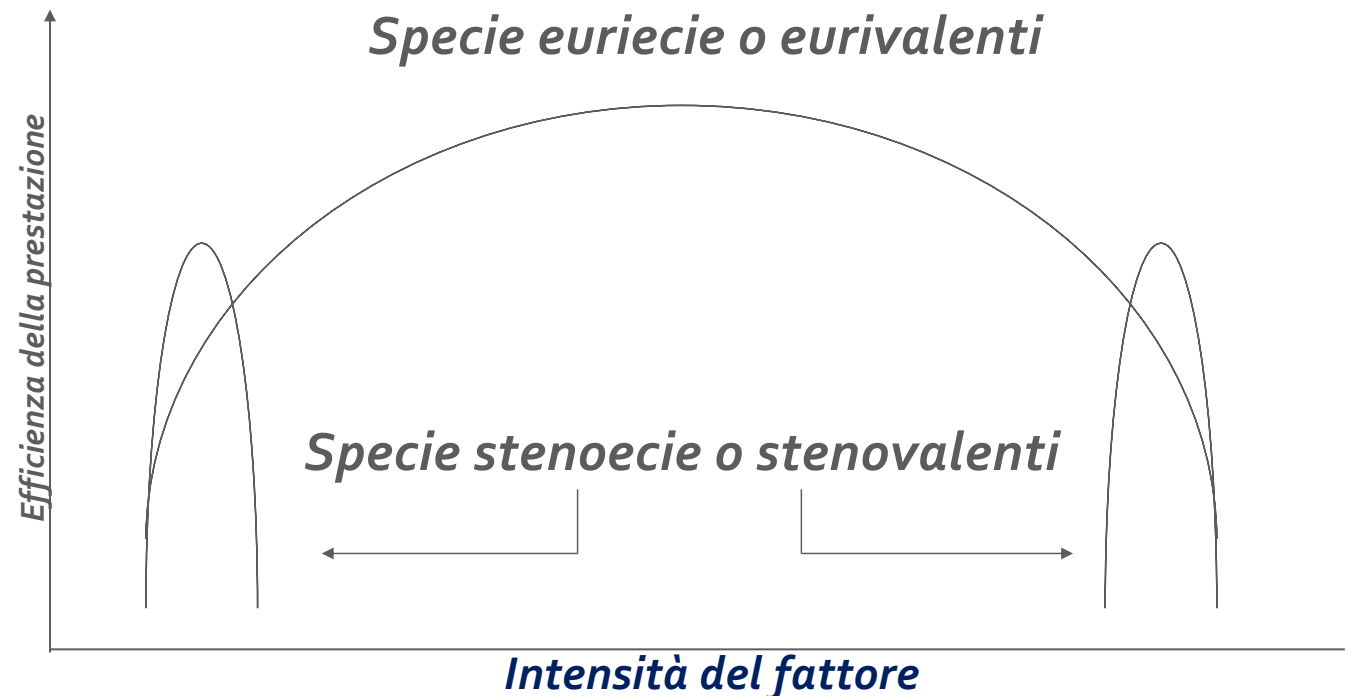 Specie euriecie o eurivalenti
Efficienza della prestazione
Specie stenoecie o stenovalenti
Intensità del fattore